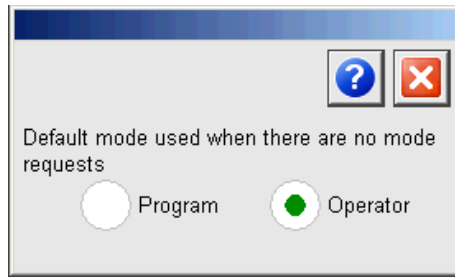 ?
Default mode used when there are no mode
requests
Program Operator